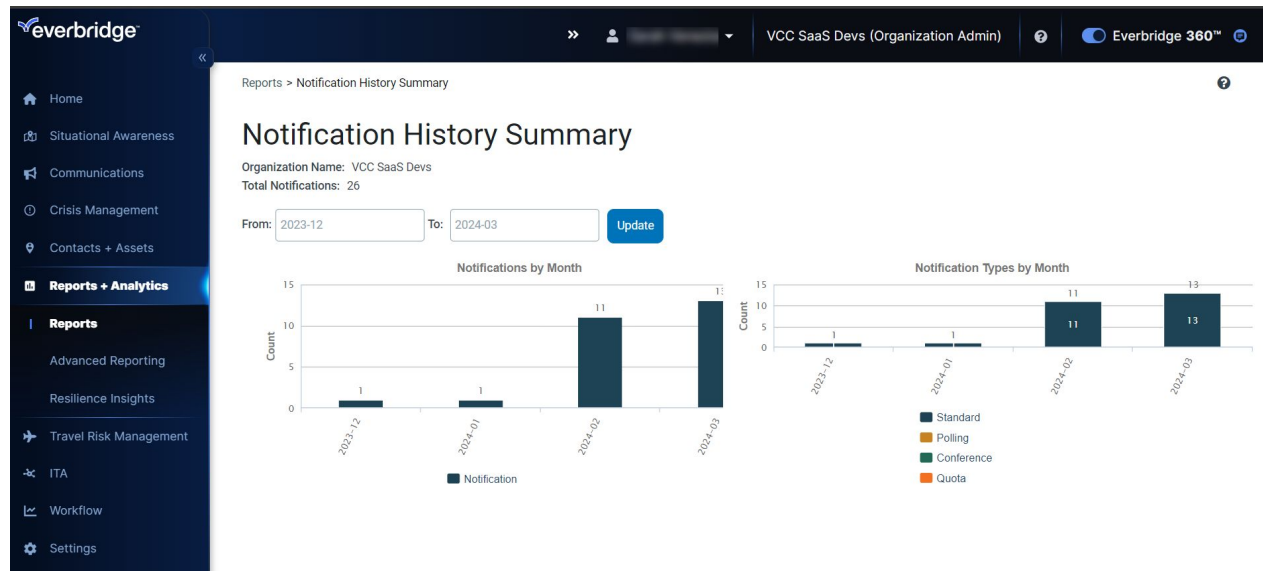 everbridge
VCC SaaS Devs (Organization Admin)
Everbridge 360™
Home
Situational Awareness
Communications
Crisis Management
Contacts + Assets
Reports + Analytics
Reports
Advanced Reporting
Resilience Insights
Travel Risk Management
ITA
Workflow
Settings
Reports > Notification History Summary
Notification History Summary
Organization Name: VCC SaaS Devs
Total Notifications: 26
From: 2023-12 To: 2024-03 Update
Notifications by Month
Count
15
10
5
0
1
1
11
2023-12
2024-01
2024-02
2024-03
Notification
Notification Types by Month
Count
15
10
5
0
1
1
11
11
13
13
2023-12
2024-01
2024-02
2024-03
Standard
Polling
Conference
Quota